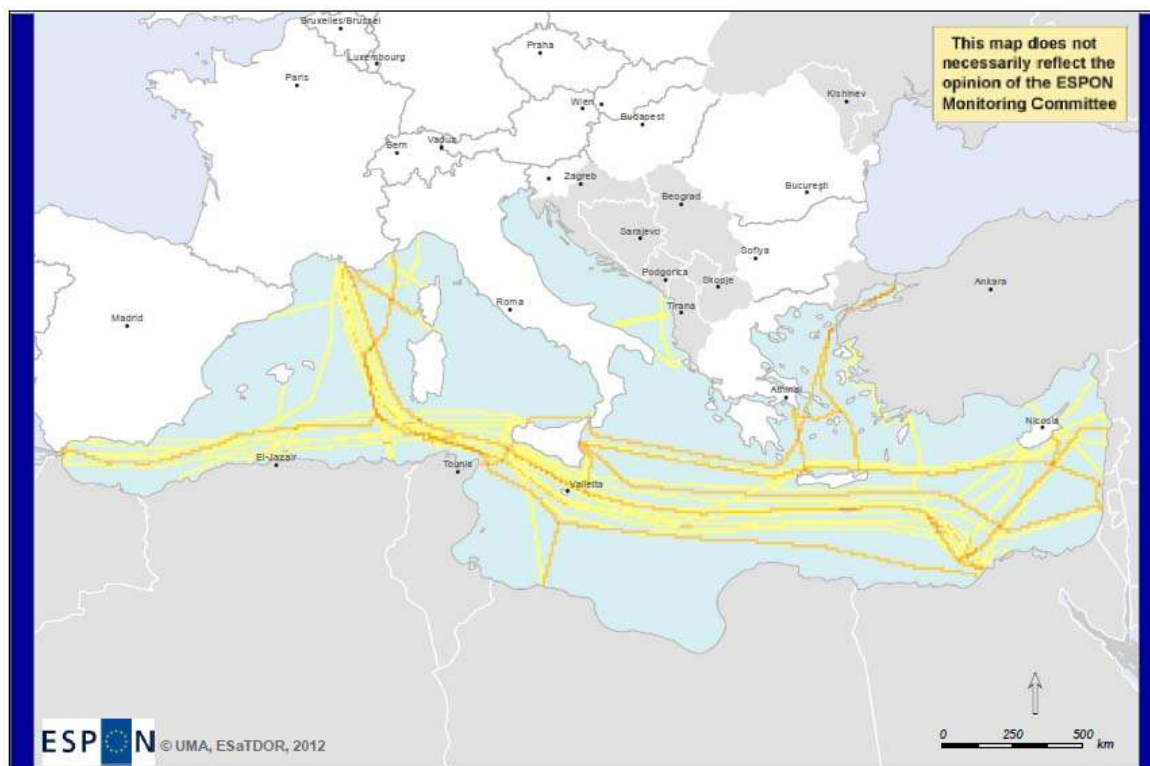 This map does not
necessarily reflect the
opinion of the ESPON
Monitoring Committee
Bruxelles/Brussel
Luxembourg
Paris
Praha
Wien
Budapest
Kishinev
Bern
Vaduz
Zagreb
Beograd
București
Sarajevo
Sofiya
Podgorica
Skopje
Tirana
Roma
Madrid
Ankara
Athinai
Nicosia
El-Jazair
Tounis
Valletta
ESPON © UMA, ESaTDOR, 2012
0 250 500
km